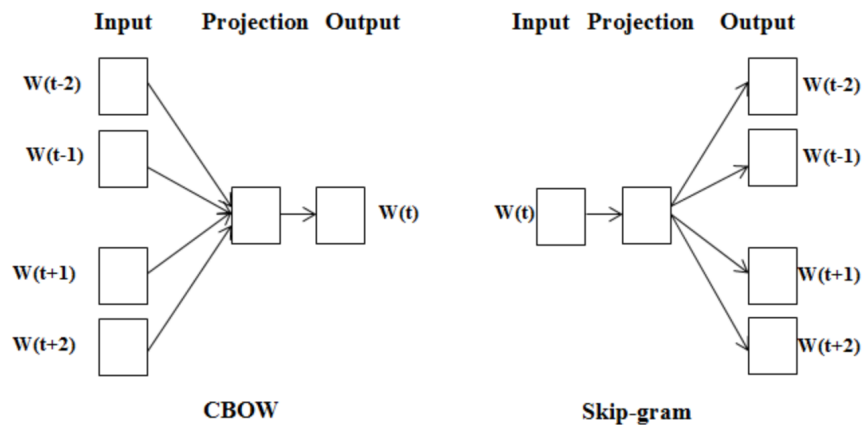 Input Projection Output
W(t-2)
W(t-1)
W(t)
W(t+1)
W(t+2)
CBOW
Input Projection Output
W(t-2)
W(t-1)
W(t)
W(t+1)
W(t+2)
Skip-gram